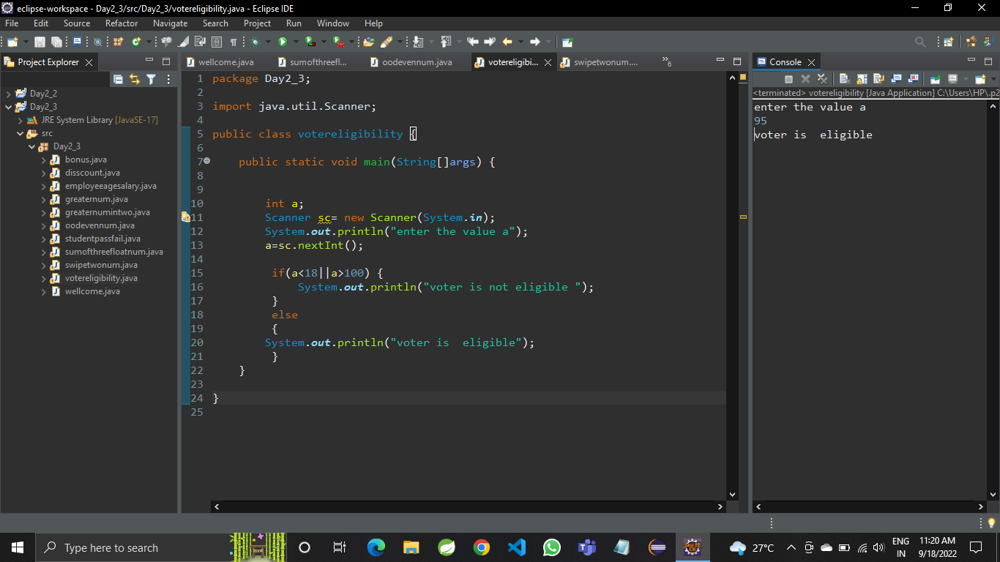 eclipse-workspace - Day2_3/src/Day2_3/votereligibility.java - Eclipse IDE
File Edit Source Refactor Navigate Search Project Run Window Help
Project Explorer
Day2_2
Day2_3
JRE System Library [JavaSE-17]
src
Day2_3
bonus.java
disscount.java
employeeagesalary.java
greaternum.java
greaternumintwo.java
oodevennum.java
studentpassfail.java
sumofthreefloatnum.java
swipetwonum.java
votereligibility.java
wellcome.java
wellcome.java sumofthreefl... oodevennum.java votereligibi... swipetwonum.... »6
1 package Day2_3;
2
3 import java.util.Scanner;
4
5 public class votereligibility {
6
7 public static void main(String[]args) {
8
9
10 int a;
11 Scanner sc= new Scanner(System.in);
12 System.out.println("enter the value a");
13 a=sc.nextInt();
14
15 if(a<18||a>100) {
16 System.out.println("voter is not eligible ");
17 }
18 else
19 {
20 System.out.println("voter is  eligible");
21 }
22 }
23
24 }
25
Console
<terminated> votereligibility [Java Application] C:\Users\HP\.p2
enter the value a
95
voter is  eligible
Type here to search
27°C
ENG
IN
11:20 AM
9/18/2022